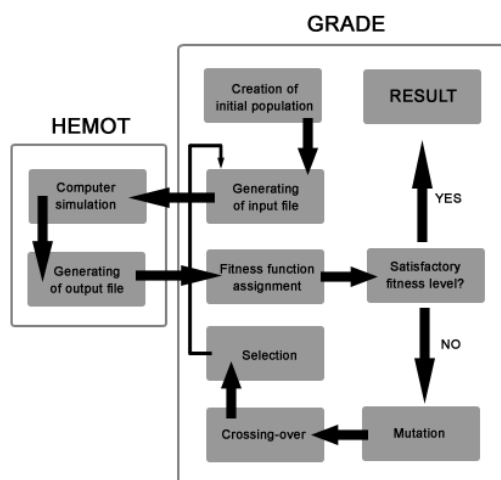 GRADE
Creation of
initial population
RESULT
HEMOT
Computer
simulation
Generating
of input file
YES
Generating
of output file
Fitness function
assignment
Satisfactory
fitness level?
NO
Selection
Crossing-over
Mutation